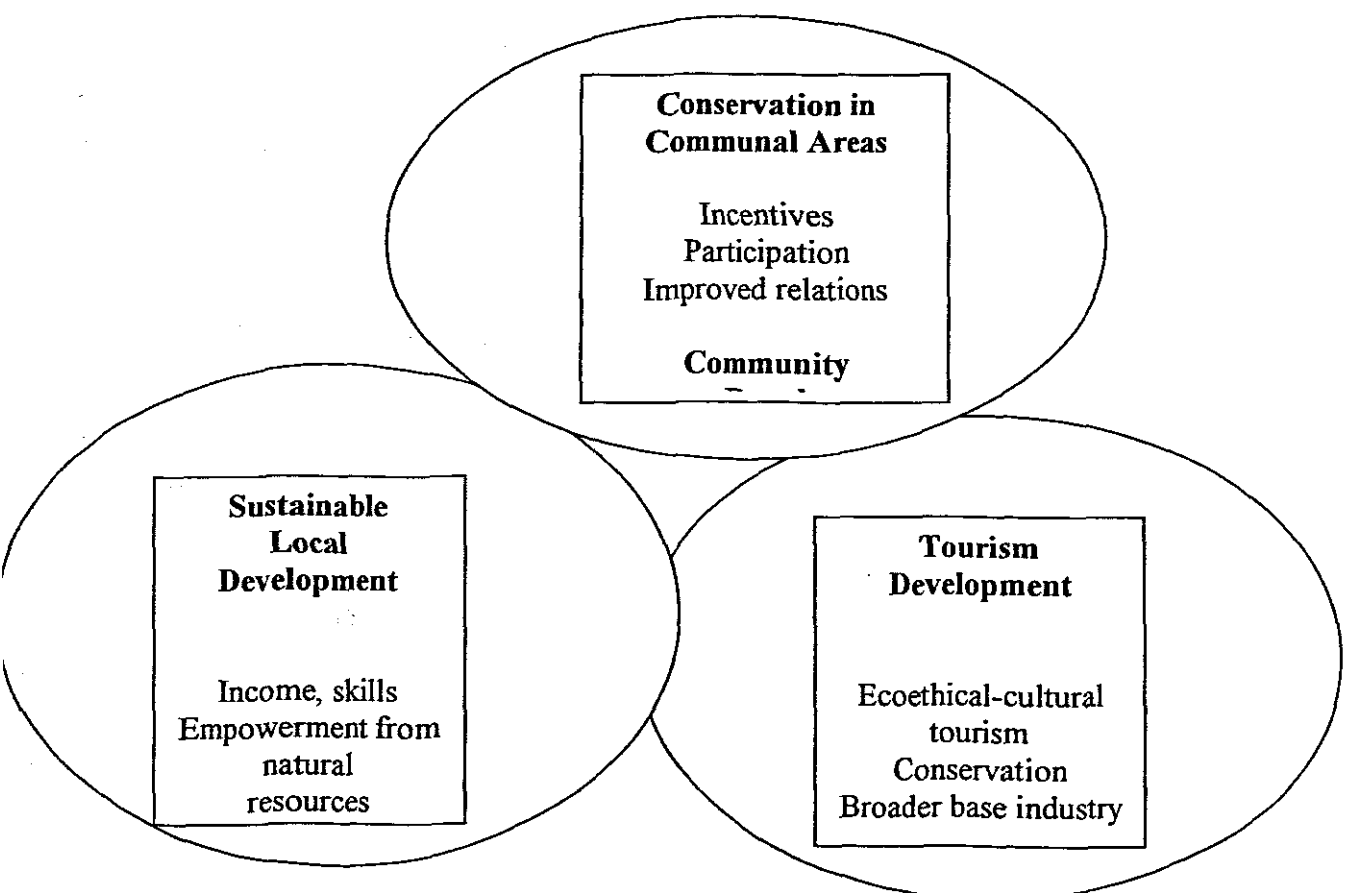 Conservation in
Communal Areas
Incentives
Participation
Improved relations
Community
Sustainable
Local
Development
Income, skills
Empowerment from
natural
resources
Tourism
Development
Ecoethical-cultural
tourism
Conservation
Broader base industry